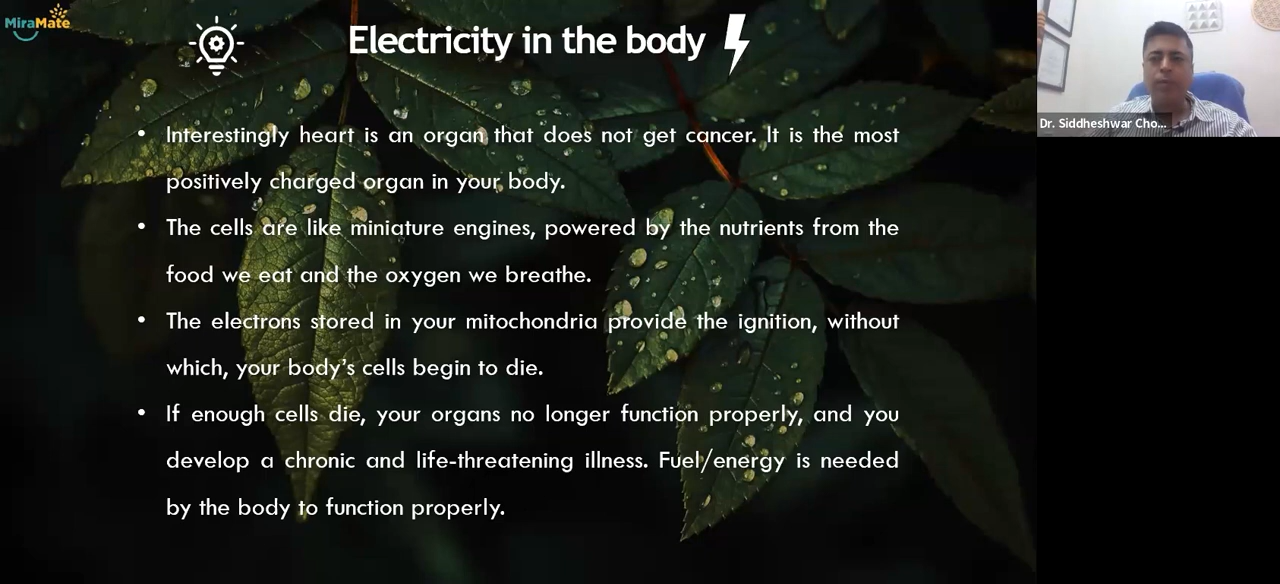 MiraMate
Electricity in the body
• Interestingly heart is an organ that does not get cancer. It is the most
positively charged organ in your body.
• The cells are like miniature engines, powered by the nutrients from the
food we eat and the oxygen we breathe.
• The electrons stored in your mitochondria provide the ignition, without
which, your body’s cells begin to die.
• If enough cells die, your organs no longer function properly, and you
develop a chronic and life-threatening illness. Fuel/energy is needed
by the body to function properly.
Dr. Siddheshwar Cho...